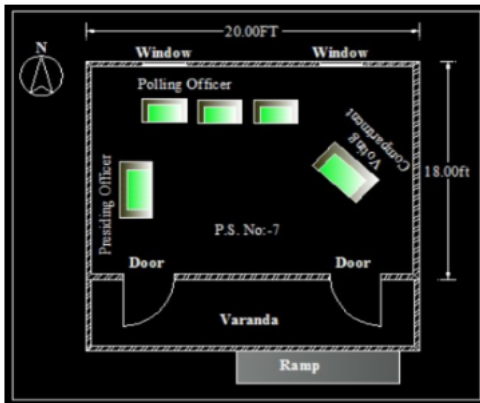 20.00FT
N
Window
Window
Polling Officer
Voting
Compartment
18.00ft
Presiding Officer
P.S. No:-7
Door
Door
Varanda
Ramp